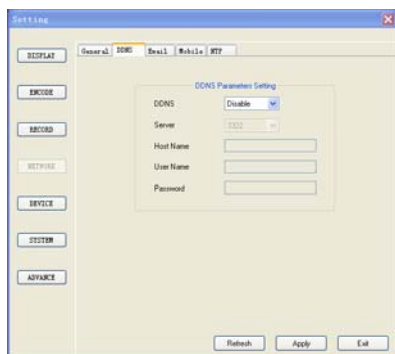 Setting
General DDNS Email Mobile NTP
DISPLAY
ENCODE
RECORD
NETWORK
DEVICE
SYSTEM
ADVANCE
DDNS Parameters Setting
DDNS Disable
Server 3322
Host Name
User Name
Password
Refresh Apply Exit